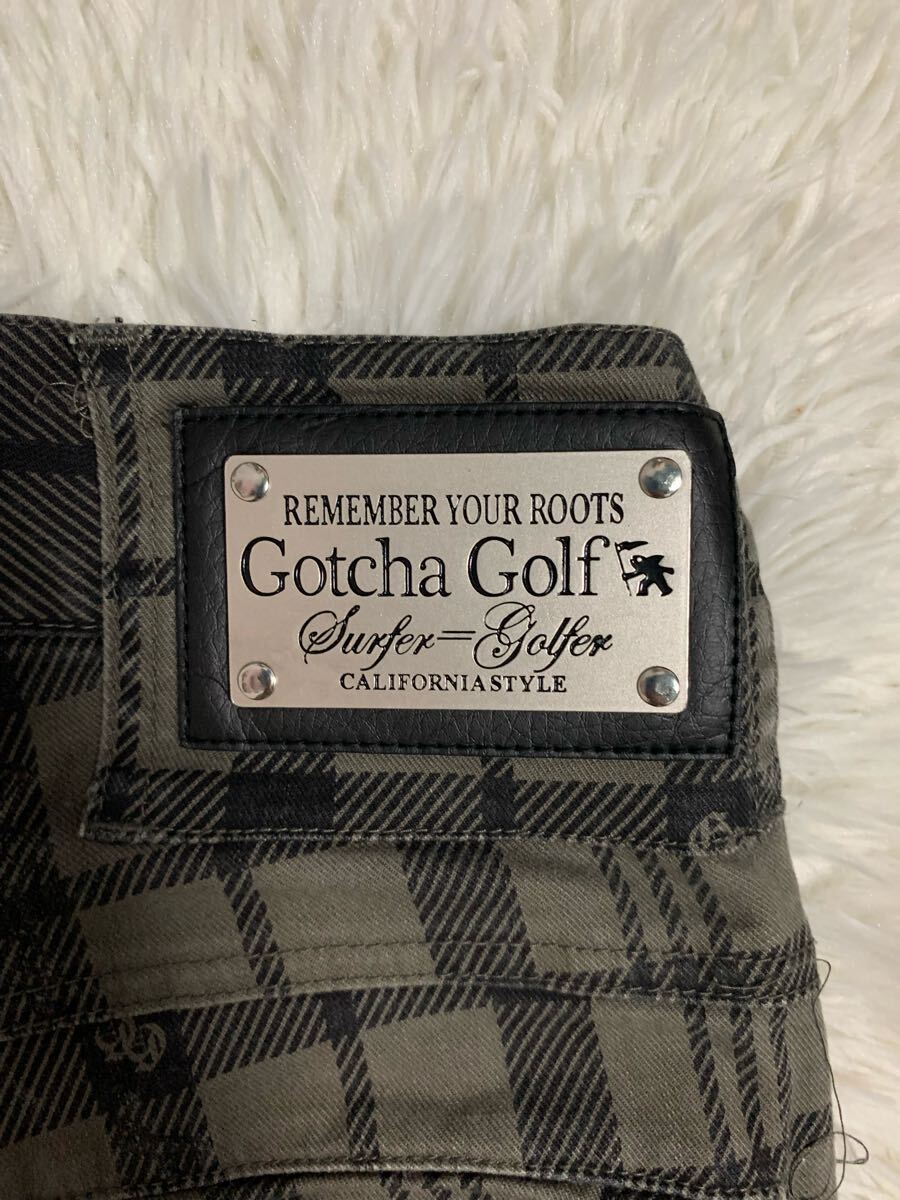 REMEMBER YOUR ROOTS
Gotcha Golf
Surfer=Golfer
CALIFORNIASTYLE